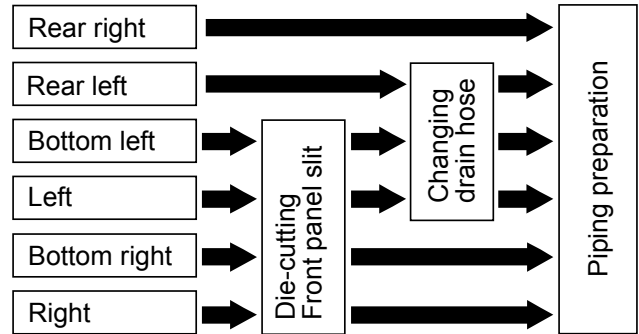 Rear right
Rear left
Bottom left
Left
Bottom right
Right
Die-cutting
Front panel slit
Changing
drain hose
Piping preparation